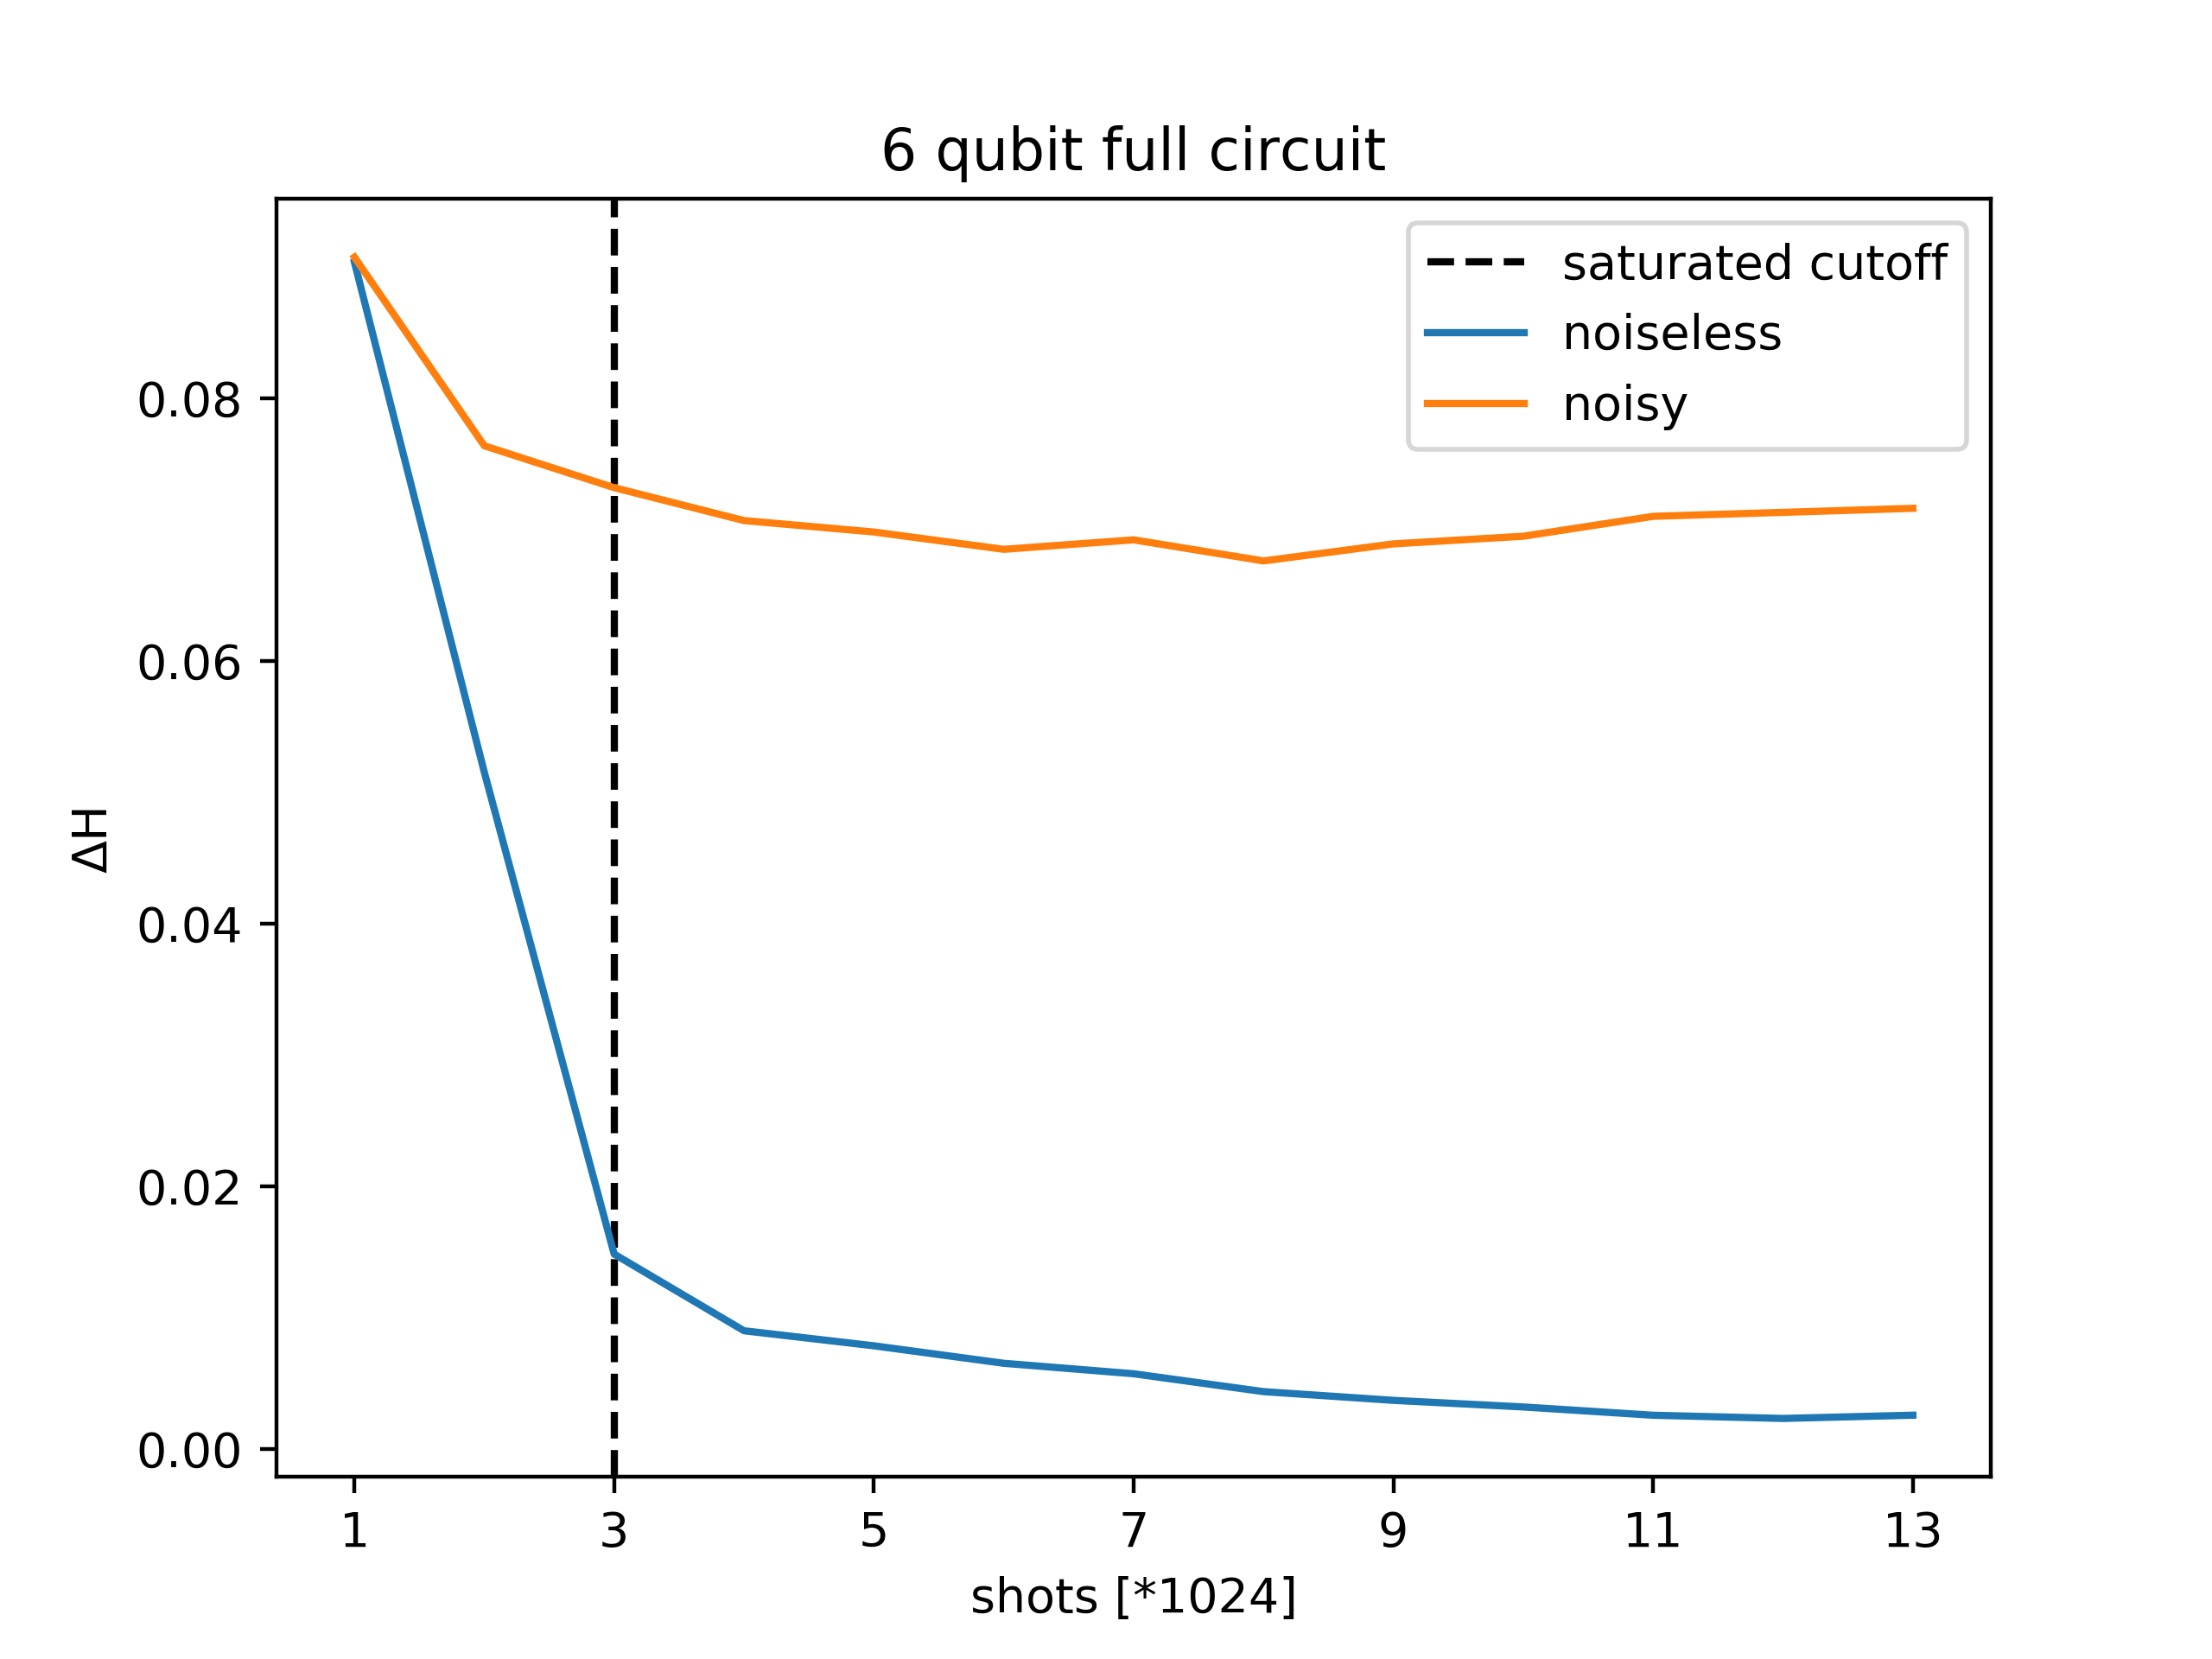 6 qubit full circuit
saturated cutoff
noiseless
noisy
0.08
0.06
0.04
0.02
0.00
ΔH
1 3 5 7 9 11 13
shots [*1024]